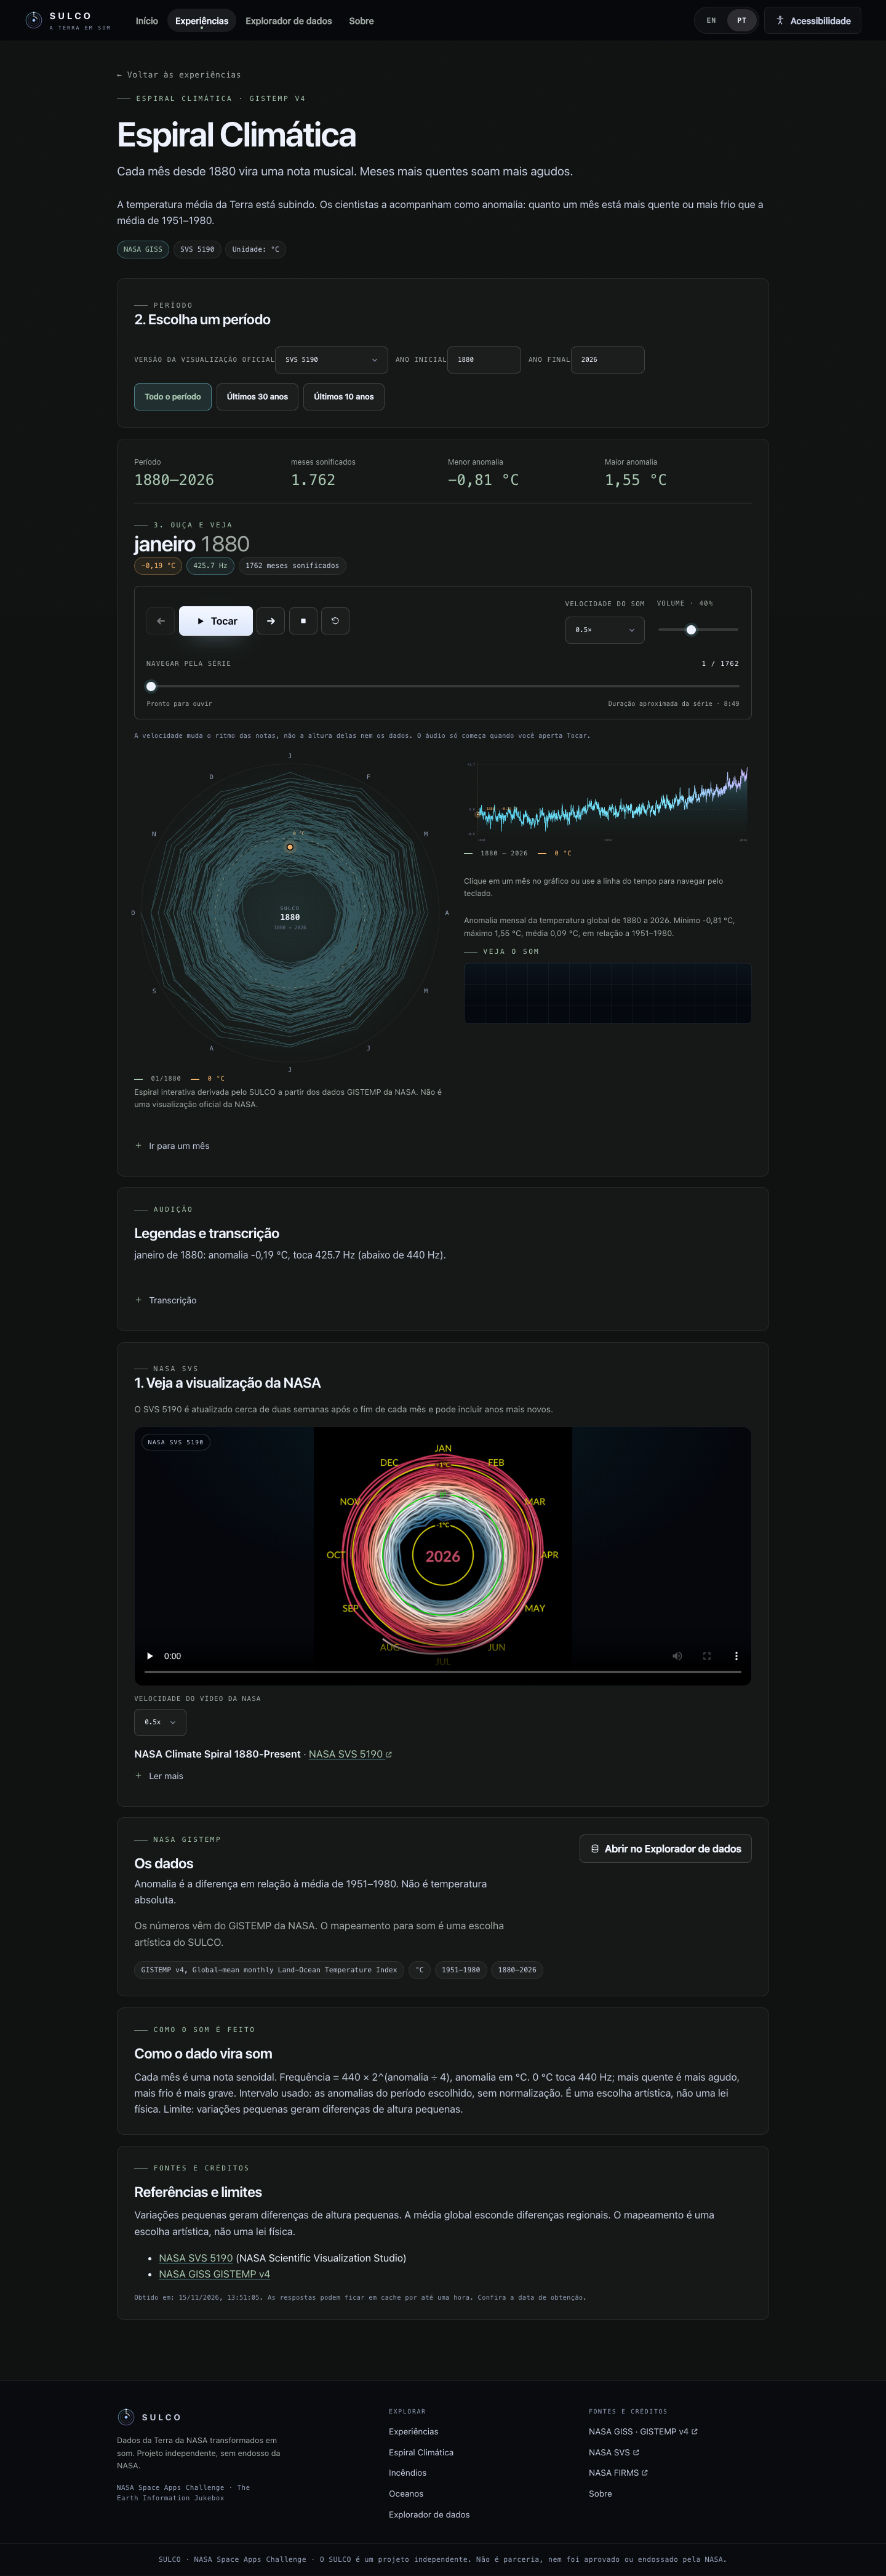 SULCO
A TERRA EM SOM
Início
Experiências
Explorador de dados
Sobre
EN
PT
Acessibilidade
← Voltar às experiências
ESPIRAL CLIMÁTICA · GISTEMP V4
Espiral Climática
Cada mês desde 1880 vira uma nota musical. Meses mais quentes soam mais agudos.
A temperatura média da Terra está subindo. Os cientistas a acompanham como anomalia: quanto um mês está mais quente ou mais frio que a
média de 1951–1980.
NASA GISS
SVS 5190
Unidade: °C
PERÍODO
2. Escolha um período
VERSÃO DA VISUALIZAÇÃO OFICIAL
SVS 5190
ANO INICIAL
1880
ANO FINAL
2026
Todo o período
Últimos 30 anos
Últimos 10 anos
Período
meses sonificados
Menor anomalia
Maior anomalia
1880–2026
1.762
−0,81 °C
1,55 °C
3. OUÇA E VEJA
janeiro 1880
−0,19 °C
425.7 Hz
1762 meses sonificados
← Tocar →
VELOCIDADE DO SOM
0.5×
VOLUME · 40%
NAVEGAR PELA SÉRIE
1 / 1762
Pronto para ouvir
Duração aproximada da série · 8:49
A velocidade muda o ritmo das notas, não a altura delas nem os dados. O áudio só começa quando você aperta Tocar.
J
F
M
A
M
J
J
A
S
O
N
D
SULCO
1880
1880 — 2026
01/1880
0 °C
Espiral interativa derivada pelo SULCO a partir dos dados GISTEMP da NASA. Não é
uma visualização oficial da NASA.
1880 — 2026
0 °C
Clique em um mês no gráfico ou use a linha do tempo para navegar pelo
teclado.
Anomalia mensal da temperatura global de 1880 a 2026. Mínimo -0,81 °C,
máximo 1,55 °C, média 0,09 °C, em relação a 1951–1980.
VEJA O SOM
+ Ir para um mês
AUDIÇÃO
Legendas e transcrição
janeiro de 1880: anomalia -0,19 °C, toca 425.7 Hz (abaixo de 440 Hz).
+ Transcrição
NASA SVS
1. Veja a visualização da NASA
O SVS 5190 é atualizado cerca de duas semanas após o fim de cada mês e pode incluir anos mais novos.
NASA SVS 5190
JAN
FEB
MAR
APR
MAY
JUN
JUL
AUG
SEP
OCT
NOV
DEC
+1°C
-1°C
2026
0:00
VELOCIDADE DO VÍDEO DA NASA
0.5x
NASA Climate Spiral 1880-Present · NASA SVS 5190
+ Ler mais
NASA GISTEMP
Os dados
Abrir no Explorador de dados
Anomalia é a diferença em relação à média de 1951–1980. Não é temperatura
absoluta.
Os números vêm do GISTEMP da NASA. O mapeamento para som é uma escolha
artística do SULCO.
GISTEMP v4, Global-mean monthly Land-Ocean Temperature Index
°C
1951–1980
1880–2026
COMO O SOM É FEITO
Como o dado vira som
Cada mês é uma nota senoidal. Frequência = 440 × 2^(anomalia ÷ 4), anomalia em °C. 0 °C toca 440 Hz; mais quente é mais agudo,
mais frio é mais grave. Intervalo usado: as anomalias do período escolhido, sem normalização. É uma escolha artística, não uma lei
física. Limite: variações pequenas geram diferenças de altura pequenas.
FONTES E CRÉDITOS
Referências e limites
Variações pequenas geram diferenças de altura pequenas. A média global esconde diferenças regionais. O mapeamento é uma
escolha artística, não uma lei física.
• NASA SVS 5190 (NASA Scientific Visualization Studio)
• NASA GISS GISTEMP v4
Obtido em: 15/11/2026, 13:51:05. As respostas podem ficar em cache por até uma hora. Confira a data de obtenção.
SULCO
Dados da Terra da NASA transformados em
som. Projeto independente, sem endosso da
NASA.
NASA Space Apps Challenge · The
Earth Information Jukebox
EXPLORAR
Experiências
Espiral Climática
Incêndios
Oceanos
Explorador de dados
FONTES E CRÉDITOS
NASA GISS · GISTEMP v4
NASA SVS
NASA FIRMS
Sobre
SULCO · NASA Space Apps Challenge · O SULCO é um projeto independente. Não é parceria, nem foi aprovado ou endossado pela NASA.